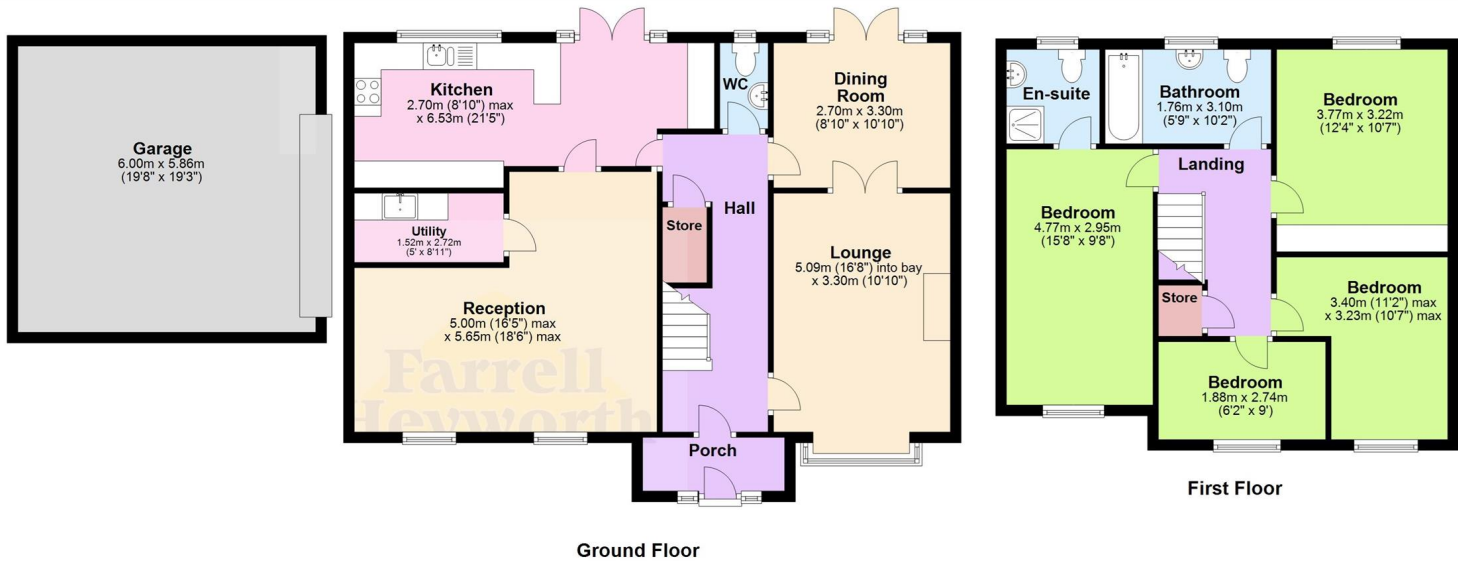 Garage
6.00m x 5.86m
(19'8" x 19'3")
Kitchen
2.70m (8'10") max
x 6.53m (21'5")
WC
Dining
Room
2.70m x 3.30m
(8'10" x 10'10")
Utility
1.52m x 2.72m
(5' x 8'11")
Store
Hall
Lounge
5.09m (16'8") into bay
x 3.30m (10'10")
Reception
5.00m (16'5") max
x 5.65m (18'6") max
Farrell
Heyworth
Porch
Ground Floor
En-suite
Bathroom
1.76m x 3.10m
(5'9" x 10'2")
Bedroom
3.77m x 3.22m
(12'4" x 10'7")
Landing
Bedroom
4.77m x 2.95m
(15'8" x 9'8")
Store
Bedroom
3.40m (11'2") max
x 3.23m (10'7") max
Bedroom
1.88m x 2.74m
(6'2" x 9')
First Floor